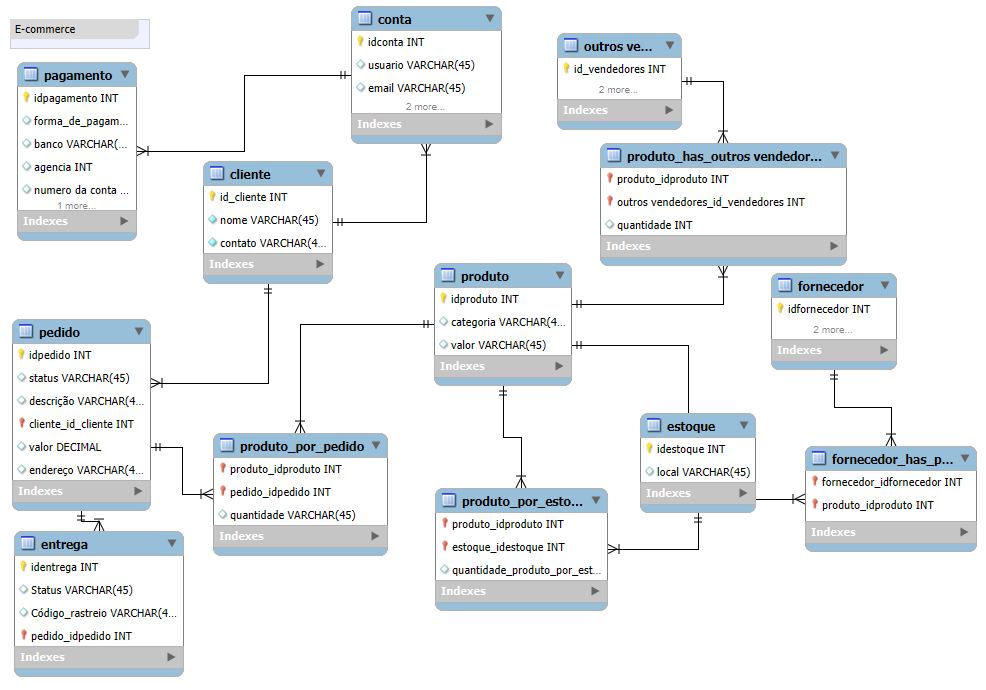 E-commerce
pagamento
idpagamento INT
forma_de_pagam...
banco VARCHAR(...
agencia INT
numero da conta ...
1 more...
Indexes
conta
idconta INT
usuario VARCHAR(45)
email VARCHAR(45)
2 more...
Indexes
outros ve...
id_vendedores INT
2 more...
Indexes
cliente
id_cliente INT
nome VARCHAR(45)
contato VARCHAR(4...
Indexes
produto_has_outros vendedor...
produto_idproduto INT
outros vendedores_id_vendedores INT
quantidade INT
Indexes
produto
idproduto INT
categoria VARCHAR(4...
valor VARCHAR(45)
Indexes
fornecedor
idfornecedor INT
2 more...
Indexes
pedido
idpedido INT
status VARCHAR(45)
descrição VARCHAR(4...
cliente_id_cliente INT
valor DECIMAL
endereço VARCHAR(4...
Indexes
produto_por_pedido
produto_idproduto INT
pedido_idpedido INT
quantidade VARCHAR(45)
Indexes
estoque
idestoque INT
local VARCHAR(45)
Indexes
fornecedor_has_p...
fornecedor_idfornecedor INT
produto_idproduto INT
Indexes
produto_por_esto...
produto_idproduto INT
estoque_idestoque INT
quantidade_produto_por_est...
Indexes
entrega
identrega INT
Status VARCHAR(45)
Código_rastreio VARCHAR(4...
pedido_idpedido INT
Indexes